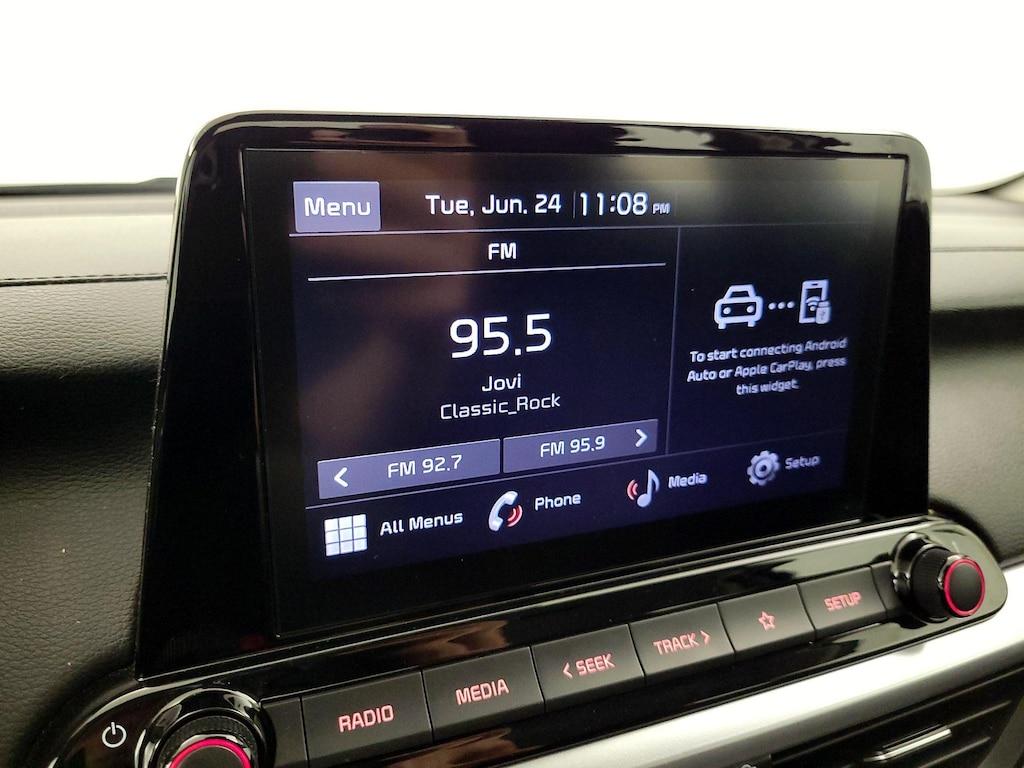 Menu
Tue, Jun. 24 11:08 PM
FM
95.5
Jovi
Classic_Rock
To start connecting Android
Auto or Apple CarPlay, press
this widget.
< FM 92.7
FM 95.9 >
All Menus
Phone
Media
Setup
RADIO
MEDIA
< SEEK
TRACK >
SETUP